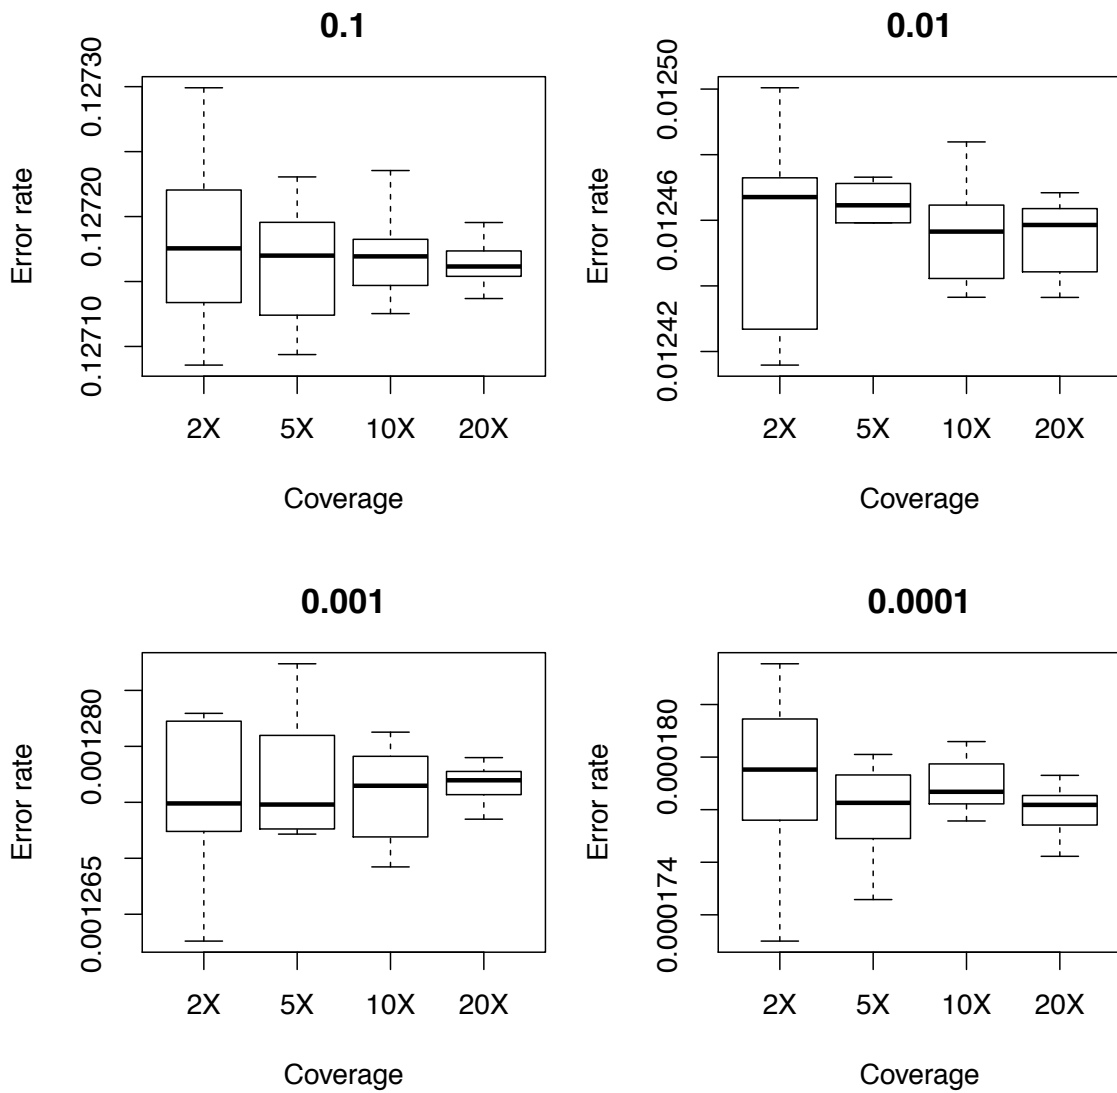 0.1
0.12730
0.12720
0.12710
Error rate
2X 5X 10X 20X
Coverage
0.01
0.01250
0.01246
0.01242
Error rate
2X 5X 10X 20X
Coverage
0.001
0.001280
0.001265
Error rate
2X 5X 10X 20X
Coverage
0.0001
0.000180
0.000174
Error rate
2X 5X 10X 20X
Coverage